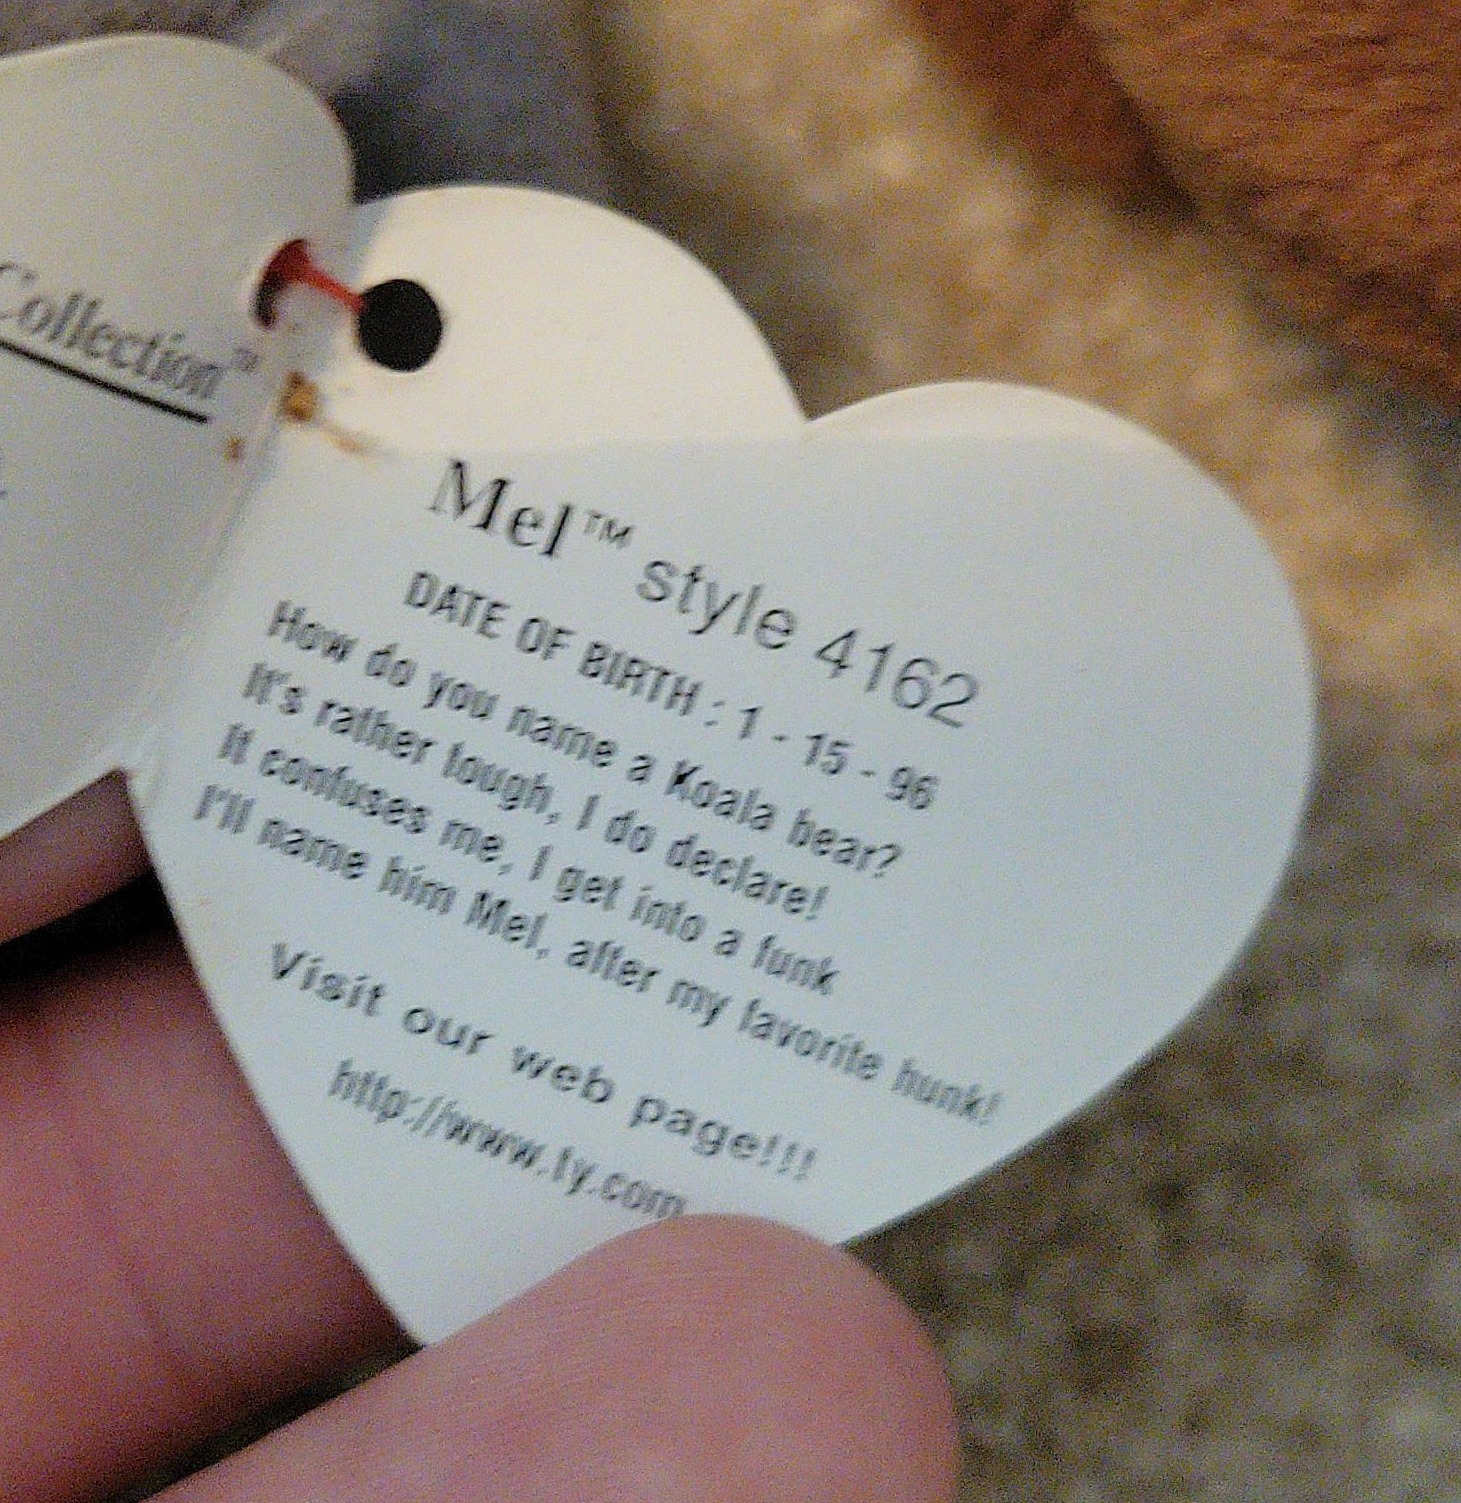 Collection™
Mel™ style 4162
DATE OF BIRTH : 1 - 15 - 96
How do you name a Koala bear?
It's rather tough, I do declare!
It confuses me, I get into a funk
I'll name him Mel, after my favorite hunk!
Visit our web page!!!
http://www.ty.com